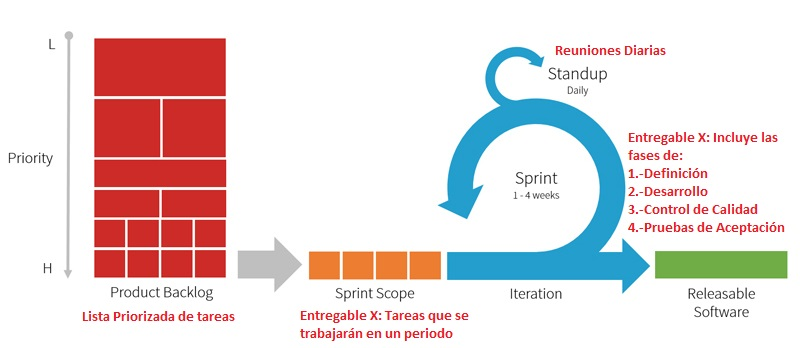 L
Priority
H
Product Backlog
Lista Priorizada de tareas
Sprint Scope
Entregable X: Tareas que se
trabajarán en un periodo
Reuniones Diarias
Standup
Daily
Sprint
1 - 4 weeks
Iteration
Entregable X: Incluye las
fases de:
1.-Definición
2.-Desarrollo
3.-Control de Calidad
4.-Pruebas de Aceptación
Releasable
Software